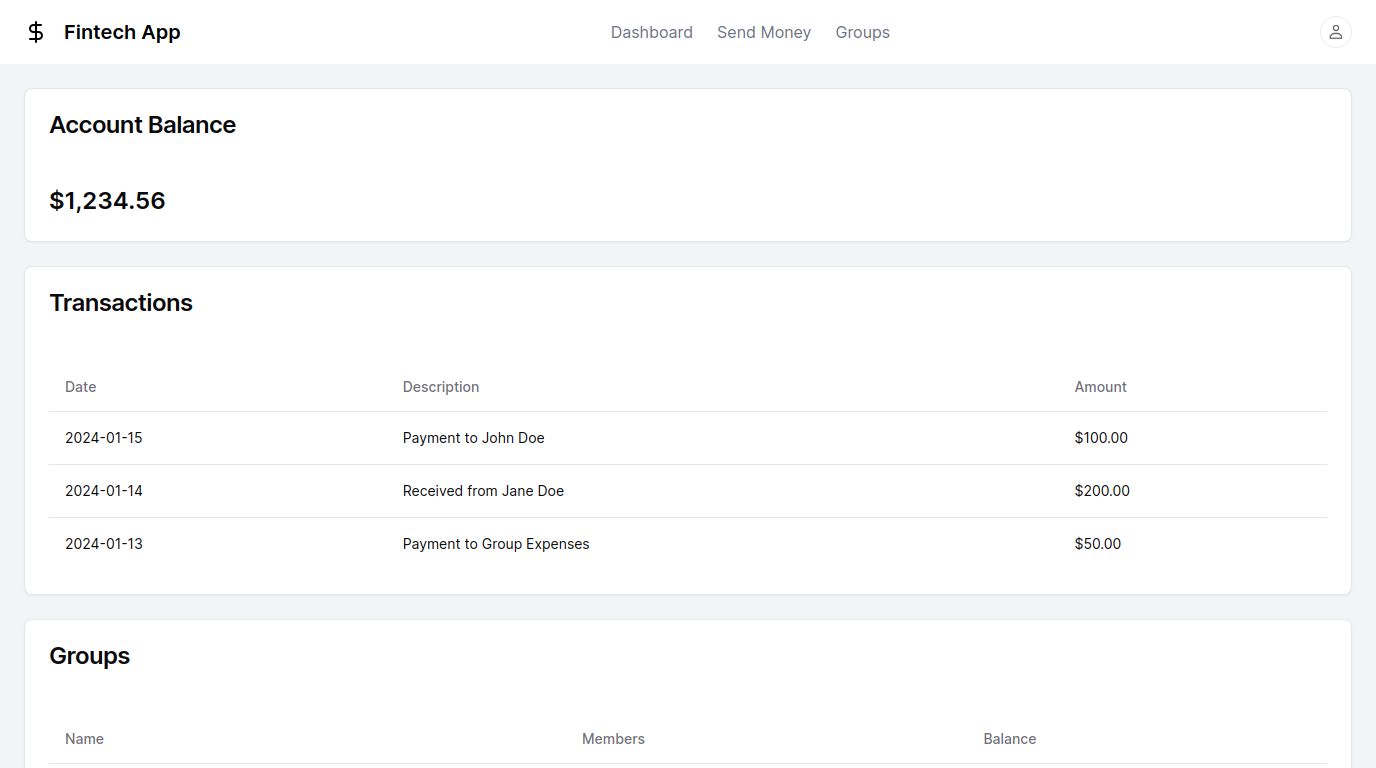 Fintech App Dashboard Send Money Groups
Account Balance
$1,234.56
Transactions
Date Description Amount
2024-01-15 Payment to John Doe $100.00
2024-01-14 Received from Jane Doe $200.00
2024-01-13 Payment to Group Expenses $50.00
Groups
Name Members Balance